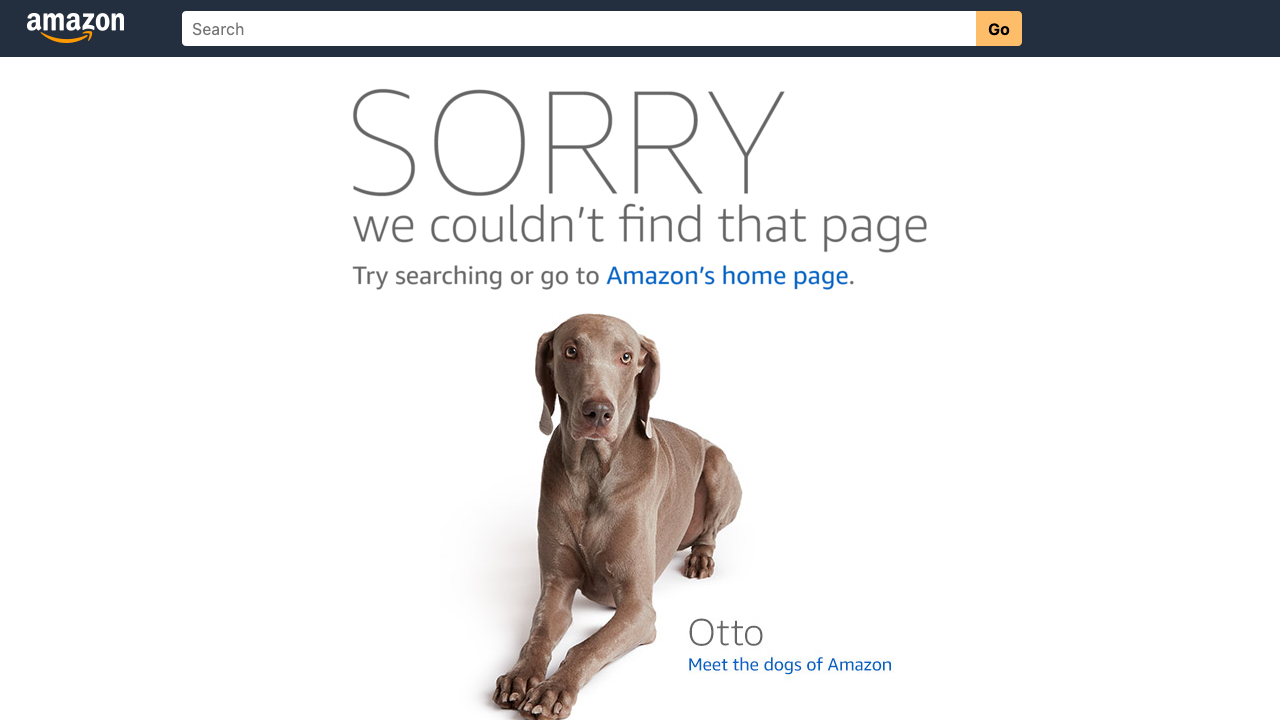 amazon
Search
Go
SORRY
we couldn't find that page
Try searching or go to Amazon's home page.
Otto
Meet the dogs of Amazon